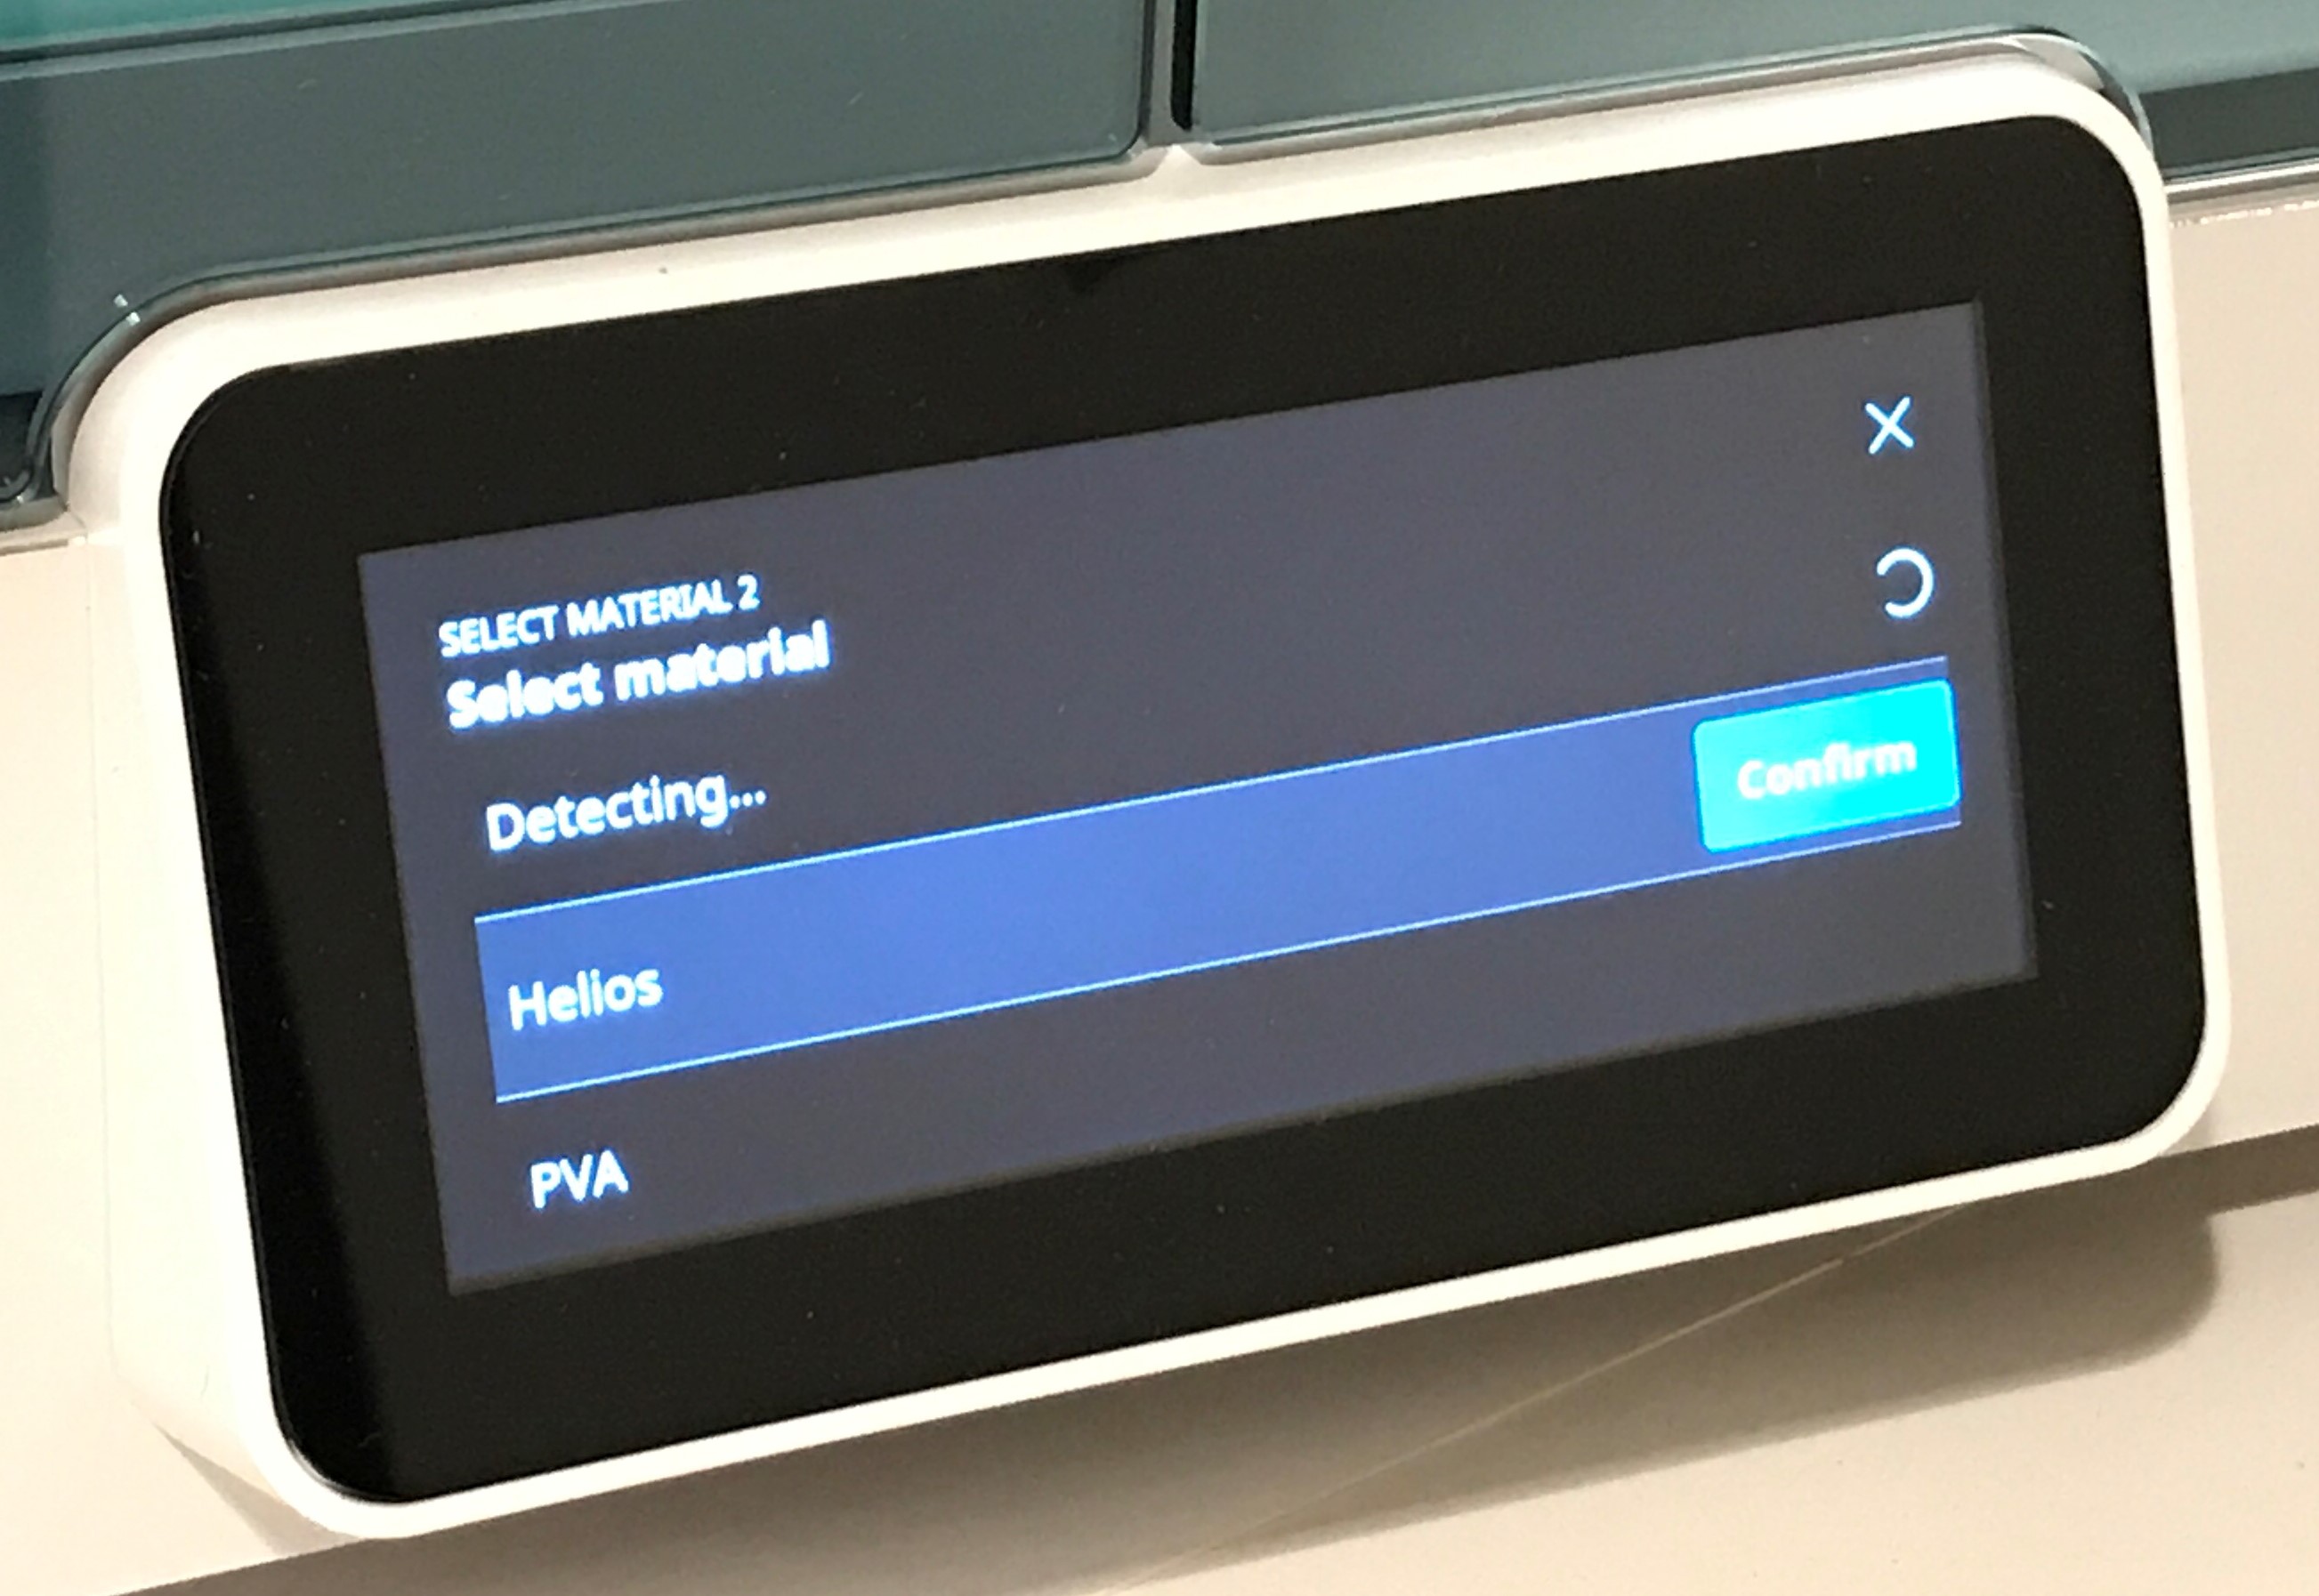 SELECT MATERIAL 2
Select material
Detecting...
Helios
Confirm
PVA